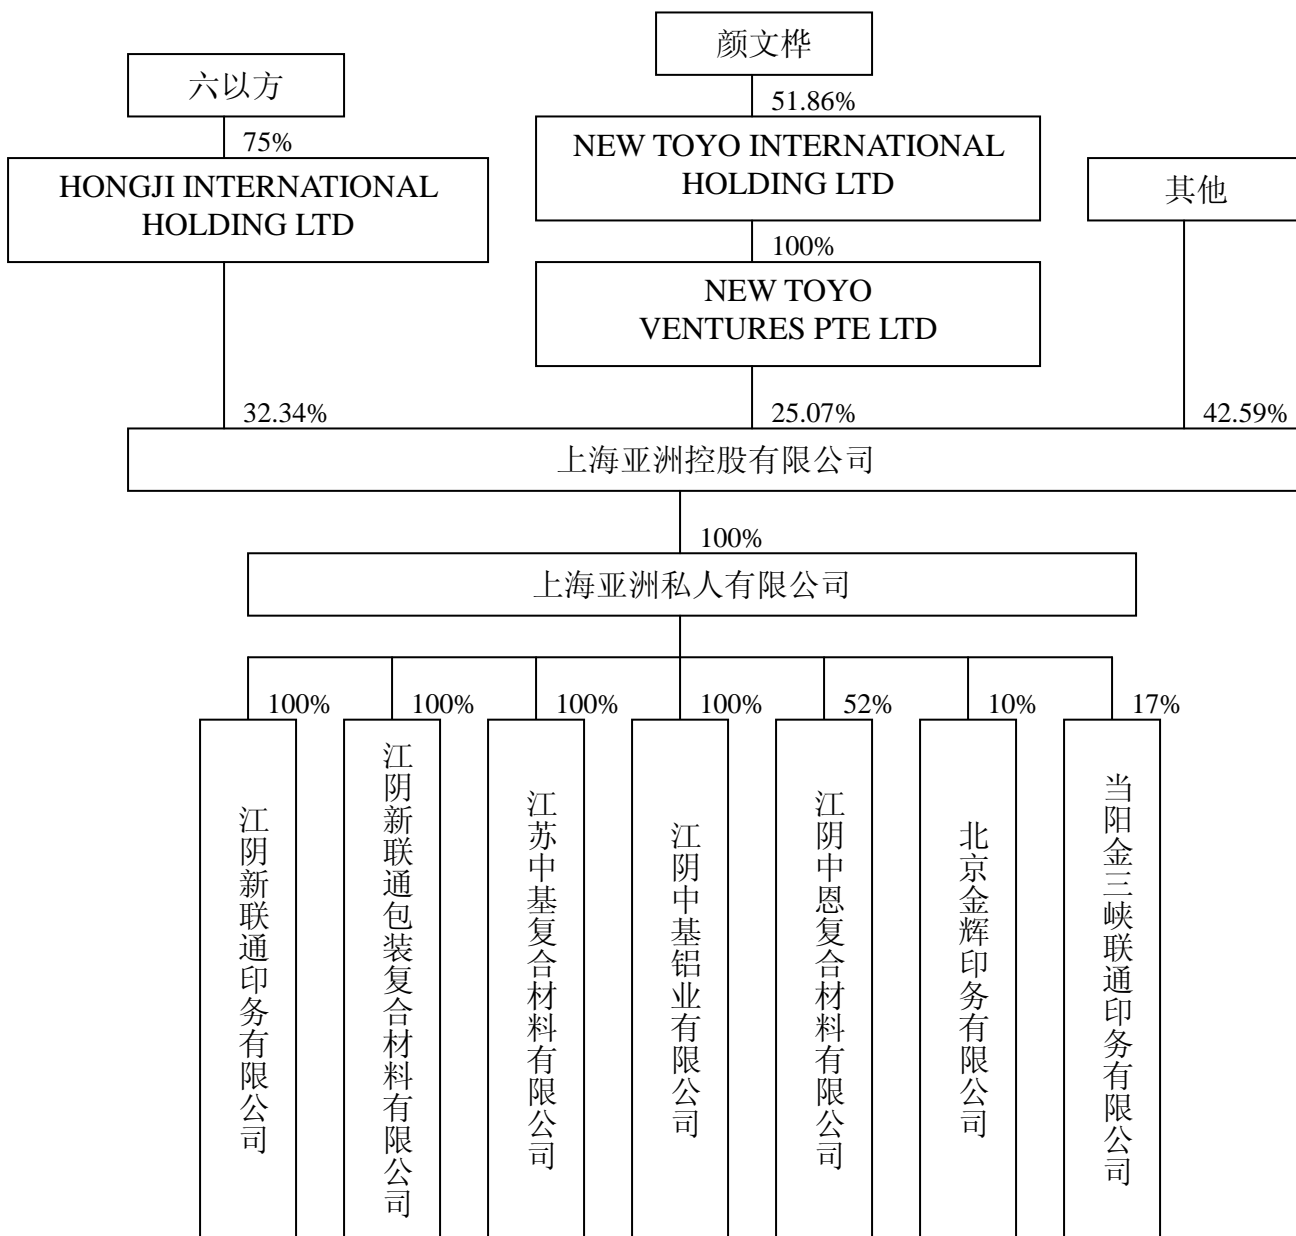 颜文桦
六以方
51.86%
75%
NEW TOYO INTERNATIONAL
HOLDING LTD
HONGJI INTERNATIONAL
HOLDING LTD
其他
100%
NEW TOYO
VENTURES PTE LTD
32.34%
25.07%
42.59%
上海亚洲控股有限公司
100%
上海亚洲私人有限公司
100%
100%
100%
100%
52%
10%
17%
江阴新联通印务有限公司
江阴新联通包装复合材料有限公司
江苏中基复合材料有限公司
江阴中基铝业有限公司
江阴中恩复合材料有限公司
北京金辉印务有限公司
当阳金三峡联通印务有限公司